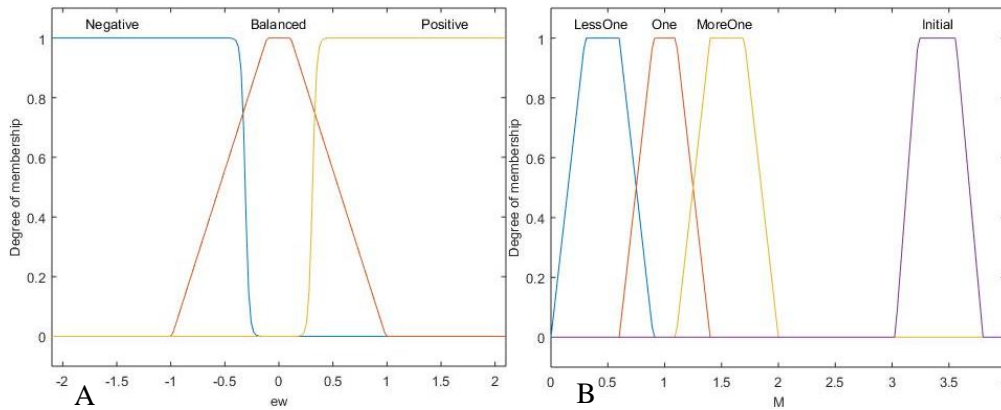 Negative Balanced Positive
1
0.8
0.6
0.4
0.2
0
Degree of membership
-2 -1.5 -1 -0.5 0 0.5 1 1.5 2
A
ew
LessOne One MoreOne Initial
1
0.8
0.6
0.4
0.2
0
Degree of membership
0 0.5 1 1.5 2 2.5 3 3.5
B
M